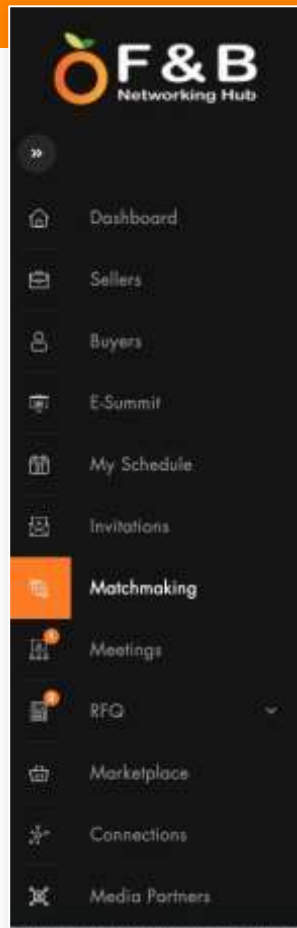 F & B
Networking Hub
»
Dashboard
Sellers
Buyers
E-Summit
My Schedule
Invitations
Matchmaking
Meetings
RFQ
Marketplace
Connections
Media Partners